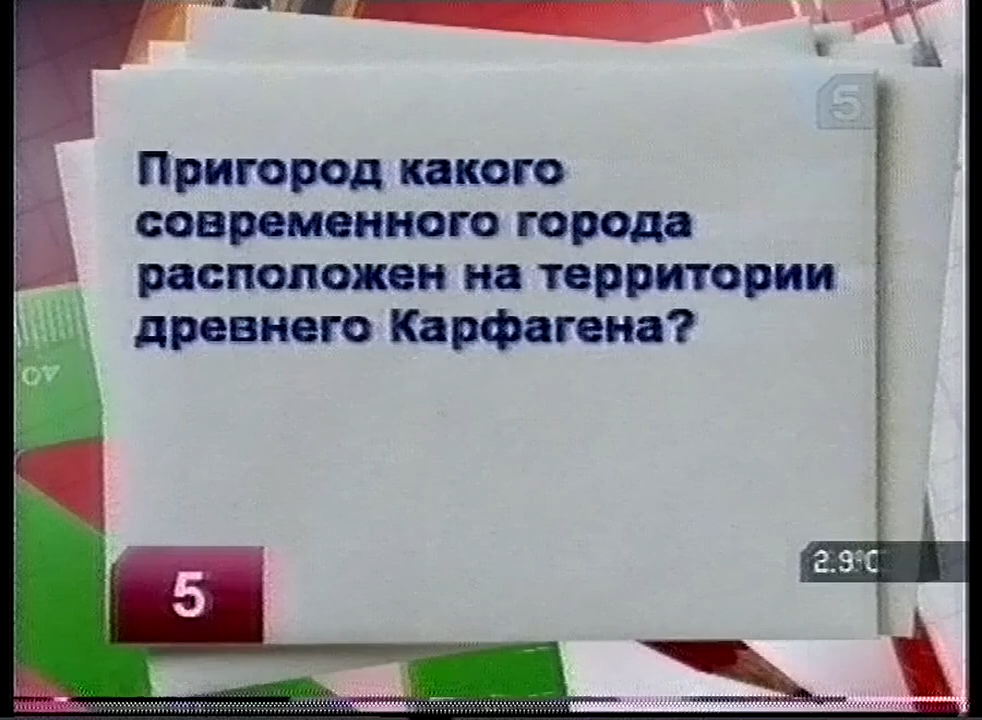 5
Пригород какого
современного города
расположен на территории
древнего Карфагена?
5